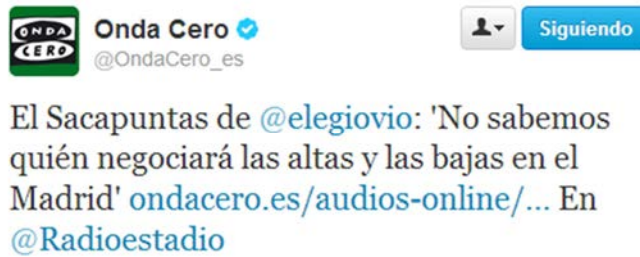 ONDA
CERO
Onda Cero
@OndaCero_es
Siguiendo
El Sacapuntas de @elegiovio: 'No sabemos
quién negociará las altas y las bajas en el
Madrid' ondacero.es/audios-online/... En
@Radioestadio